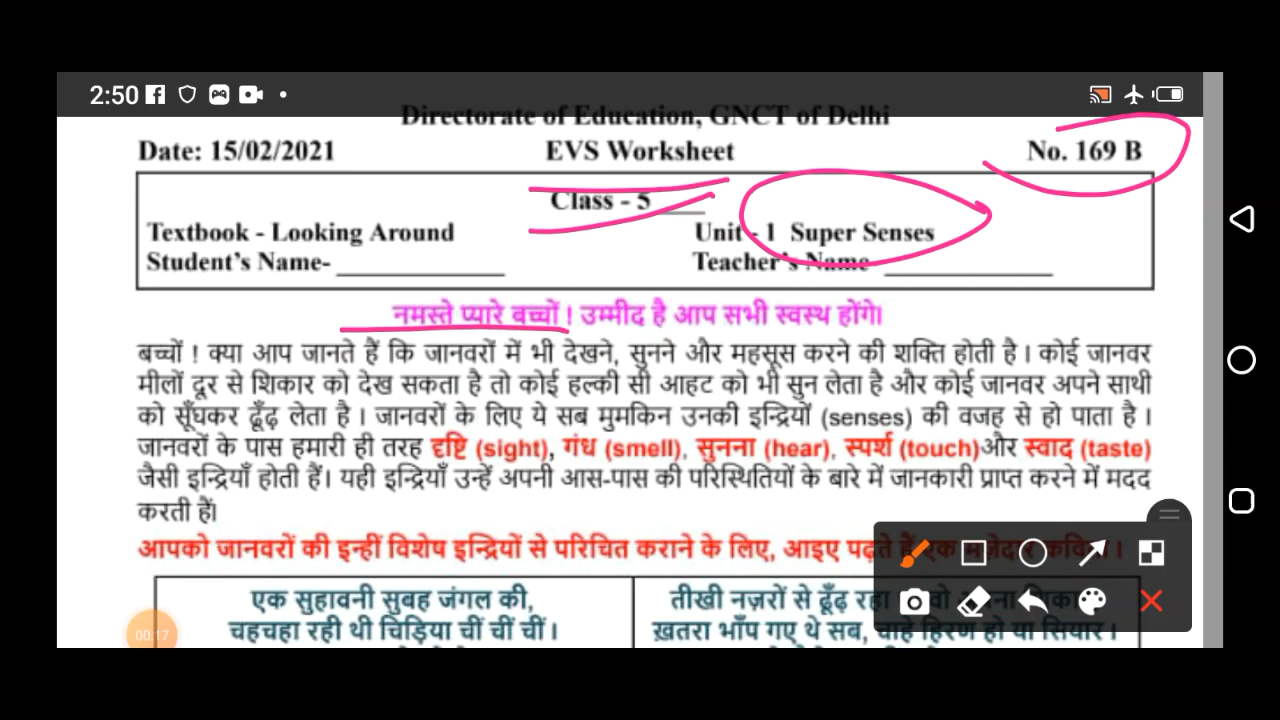 2:50
Directorate of Education, GNCT of Delhi
Date: 15/02/2021 EVS Worksheet No. 169 B
Class - 5
Textbook - Looking Around Unit - 1 Super Senses
Student's Name- Teacher's Name
नमस्ते प्यारे बच्चों ! उम्मीद है आप सभी स्वस्थ होंगे।
बच्चों ! क्या आप जानते हैं कि जानवरों में भी देखने, सुनने और महसूस करने की शक्ति होती है । कोई जानवर
मीलों दूर से शिकार को देख सकता है तो कोई हल्की सी आहट को भी सुन लेता है और कोई जानवर अपने साथी
को सूँघकर ढूँढ़ लेता है । जानवरों के लिए ये सब मुमकिन उनकी इन्द्रियों (senses) की वजह से हो पाता है ।
जानवरों के पास हमारी ही तरह दृष्टि (sight), गंध (smell), सुनना (hear), स्पर्श (touch)और स्वाद (taste)
जैसी इन्द्रियाँ होती हैं। यही इन्द्रियाँ उन्हें अपनी आस-पास की परिस्थितियों के बारे में जानकारी प्राप्त करने में मदद
करती हैं।
आपको जानवरों की इन्हीं विशेष इन्द्रियों से परिचित कराने के लिए, आइए पढ़ते हैं एक मज़ेदार कविता ।
एक सुहावनी सुबह जंगल की,
चहचहा रही थी चिड़िया चीं चीं चीं ।
तीखी नज़रों से ढूँढ़ रहा था वो अपना शिकार
ख़तरा भाँप गए थे सब, चाहे हिरण हो या सियार ।
00:17